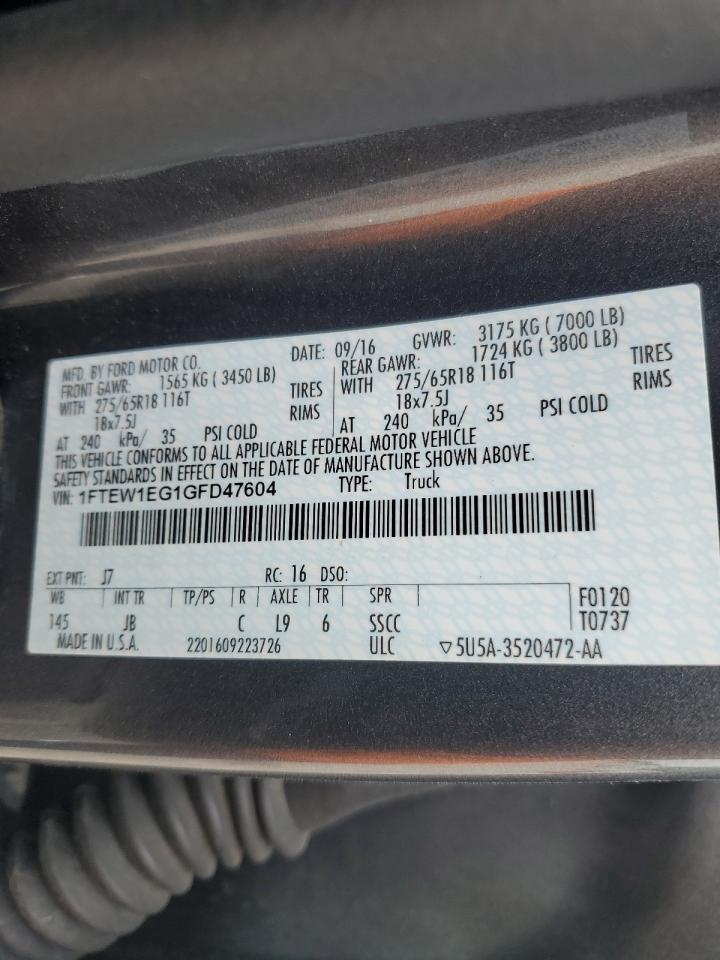 MFD. BY FORD MOTOR CO. DATE: 09/16 GVWR: 3175 KG ( 7000 LB)
FRONT GAWR: 1565 KG ( 3450 LB) REAR GAWR: 1724 KG ( 3800 LB)
WITH 275/65R18 116T TIRES WITH 275/65R18 116T TIRES
18x7.5J RIMS 18x7.5J RIMS
AT 240 kPa/ 35 PSI COLD AT 240 kPa/ 35 PSI COLD
THIS VEHICLE CONFORMS TO ALL APPLICABLE FEDERAL MOTOR VEHICLE
SAFETY STANDARDS IN EFFECT ON THE DATE OF MANUFACTURE SHOWN ABOVE.
VIN: 1FTEW1EG1GFD47604 TYPE: Truck
EXT PNT: J7 RC: 16 DSO:
WB INT TR TP/PS R AXLE TR SPR F0120
145 JB C L9 6 SSCC T0737
MADE IN U.S.A. 2201609223726 ULC ▽5U5A-3520472-AA